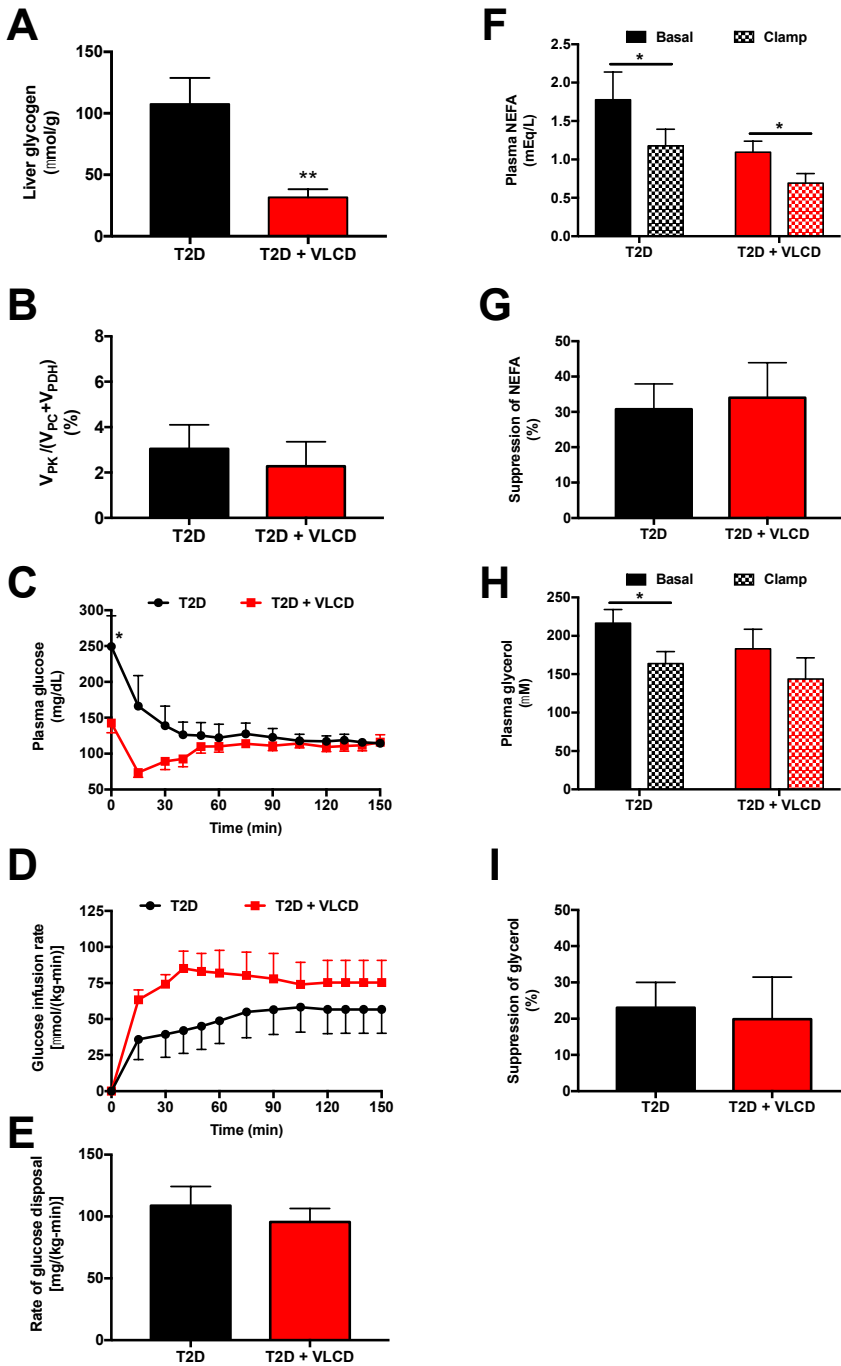 A
Liver glycogen
(mmol/g)
150
100
50
0
**
T2D
T2D + VLCD
B
V_PK /(V_PC+V_PDH)
(%)
8
6
4
2
0
T2D
T2D + VLCD
C
T2D
T2D + VLCD
Plasma glucose
(mg/dL)
300
250
200
150
100
50
*
0
30
60
90
120
150
Time (min)
D
T2D
T2D + VLCD
Glucose infusion rate
[mmol/(kg-min)]
125
100
75
50
25
0
0
30
60
90
120
150
Time (min)
E
Rate of glucose disposal
[mg/(kg-min)]
150
100
50
0
T2D
T2D + VLCD
F
Basal
Clamp
Plasma NEFA
(mEq/L)
2.5
2.0
1.5
1.0
0.5
0.0
*
*
T2D
T2D + VLCD
G
Suppression of NEFA
(%)
50
40
30
20
10
0
T2D
T2D + VLCD
H
Basal
Clamp
Plasma glycerol
(mM)
250
200
150
100
50
0
*
T2D
T2D + VLCD
I
Suppression of glycerol
(%)
50
40
30
20
10
0
T2D
T2D + VLCD